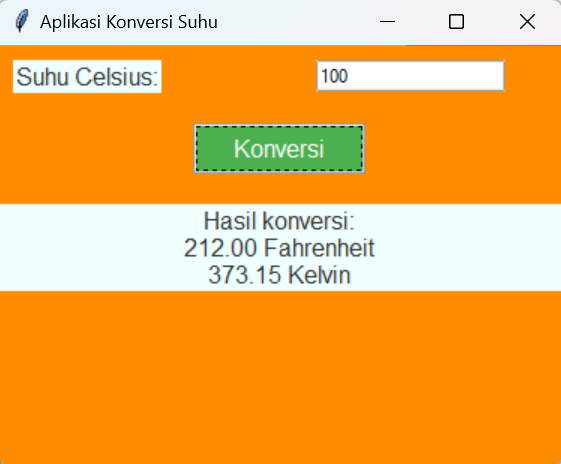 Aplikasi Konversi Suhu
Suhu Celsius: 100
Konversi
Hasil konversi:
212.00 Fahrenheit
373.15 Kelvin